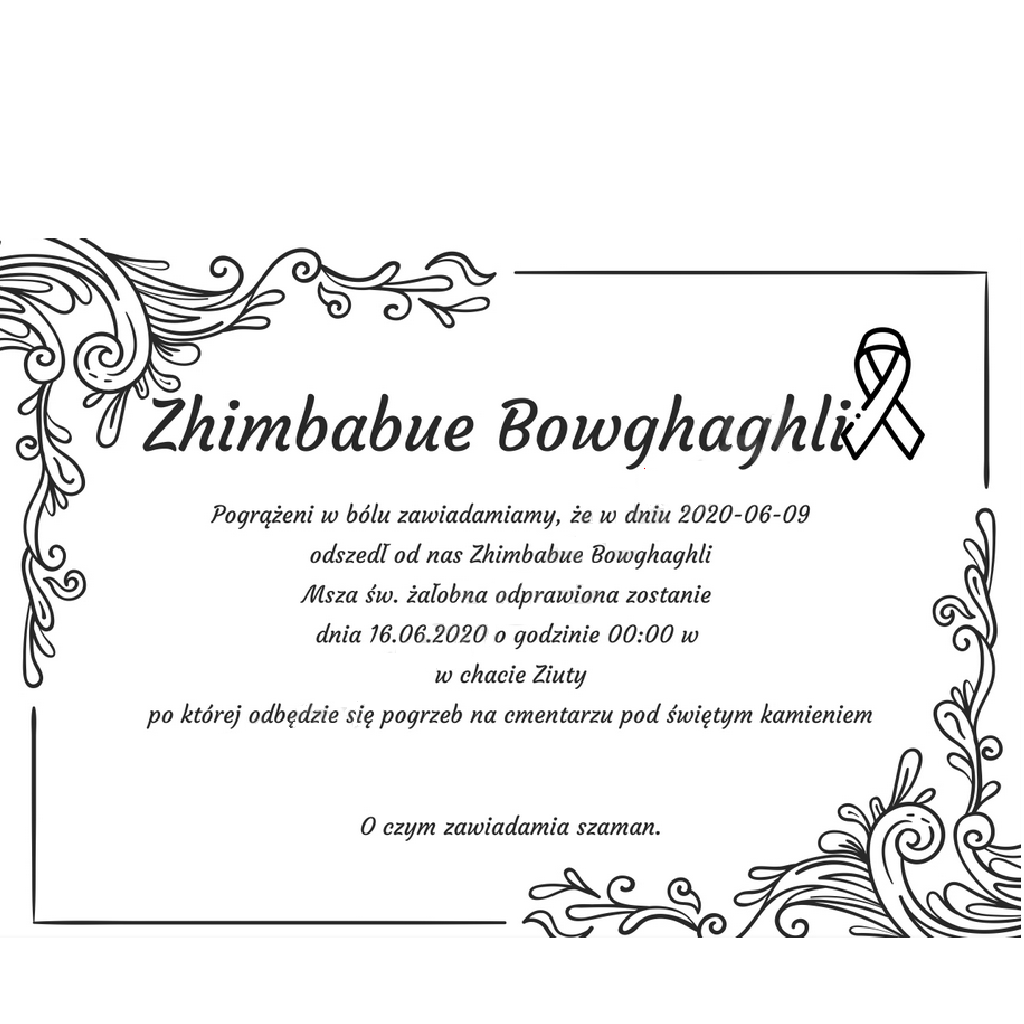 Zhimbabue Bowghaghli
Pogrążeni w bólu zawiadamiamy, że w dniu 2020-06-09
odszedł od nas Zhimbabue Bowghaghli
Msza św. żałobna odprawiona zostanie
dnia 16.06.2020 o godzinie 00:00 w
w chacie Ziuty
po której odbędzie się pogrzeb na cmentarzu pod świętym kamieniem
O czym zawiadamia szaman.